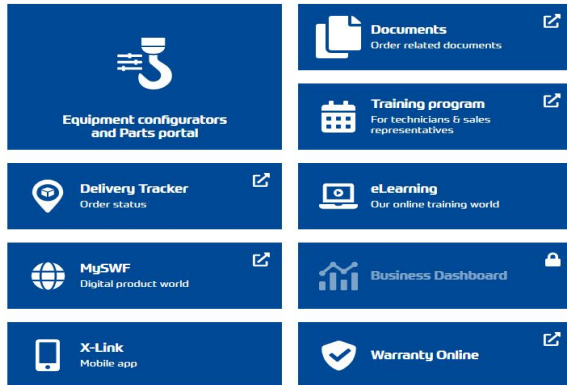 Equipment configurators
and Parts portal
Documents
Order related documents
Training program
For technicians & sales
representatives
Delivery Tracker
Order status
eLearning
Our online training world
MySWF
Digital product world
Business Dashboard
X-Link
Mobile app
Warranty Online